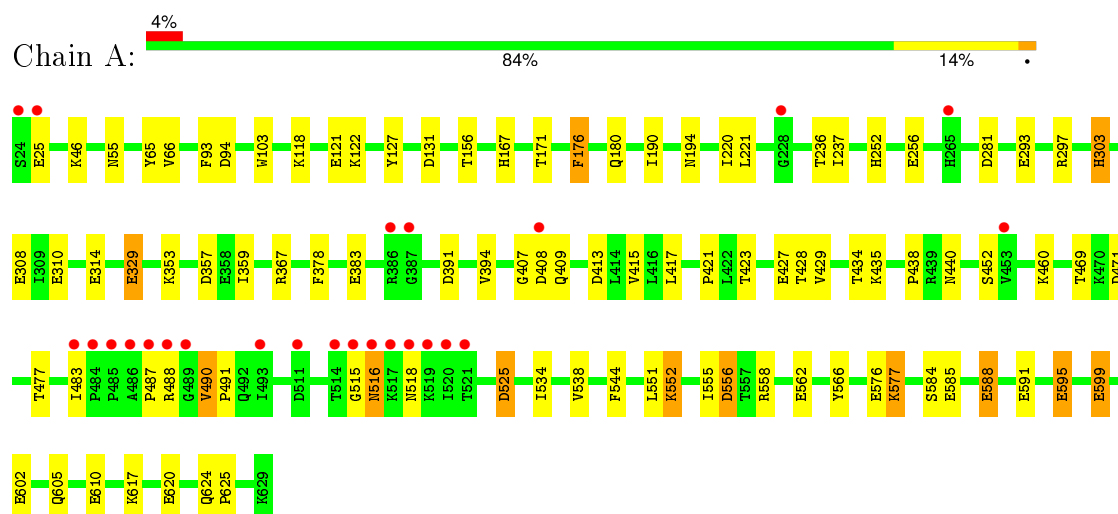 4%
Chain A:
84% 14% •
S24 E25 K46 N55 Y65 V66 F93 D94 W103 K118 E121 K122 Y127 D131 T156 H167 T171 F176 Q180 I190 N194 I220 L221 G228 T236 I237 H252 E256 H265 D281 E293 R297 H303
E308 I309 E310 E314 E329 K353 D357 E358 I359 R367 F378 E383 R386 G387 D391 V394 G407 D408 Q409 D413 L414 V415 L416 L417 P421 L422 T423 E427 T428 V429 T434 K435 P438 R439 N440 S452 V453 K460 T469 K470 D471
T477 I483 P484 P485 A486 P487 R488 G489 V490 P491 Q492 I493 D511 T514 G515 N516 K517 N518 K519 I520 T521 D525 I534 V538 F544 L551 K552 I555 D556 T557 R558 E562 Y566 E576 K577 S584 E585 E588 E591 E595 E599
E602 Q605 E610 K617 E620 Q624 P625 K629